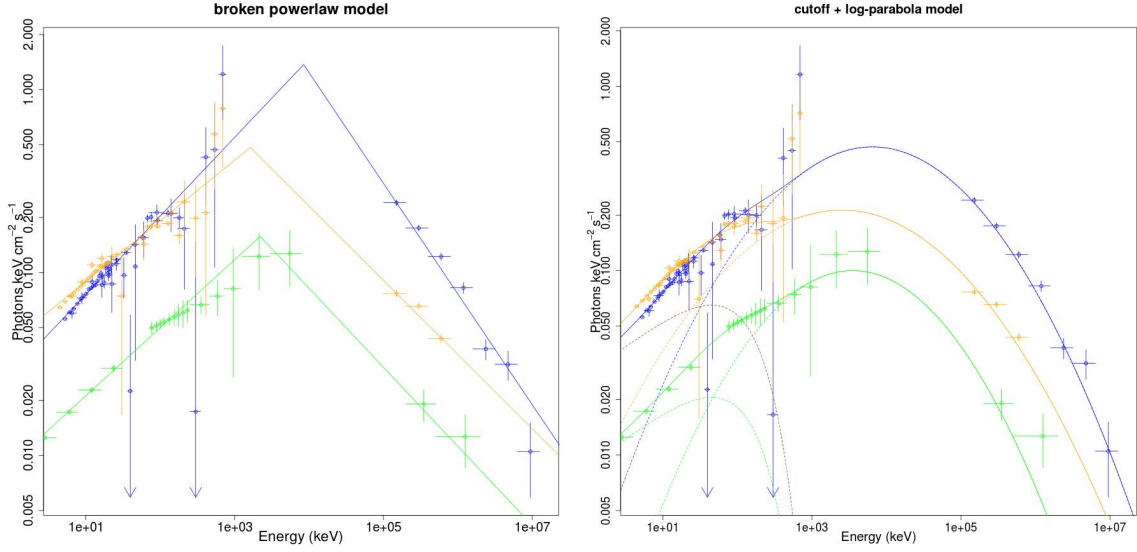 broken powerlaw model
Photons keV cm−2 s−1
2.000
1.000
0.500
0.200
0.100
0.050
0.020
0.010
0.005
1e+01
1e+03
1e+05
1e+07
Energy (keV)
cutoff + log-parabola model
Photons keV cm−2 s−1
2.000
1.000
0.500
0.200
0.100
0.050
0.020
0.010
0.005
1e+01
1e+03
1e+05
1e+07
Energy (keV)